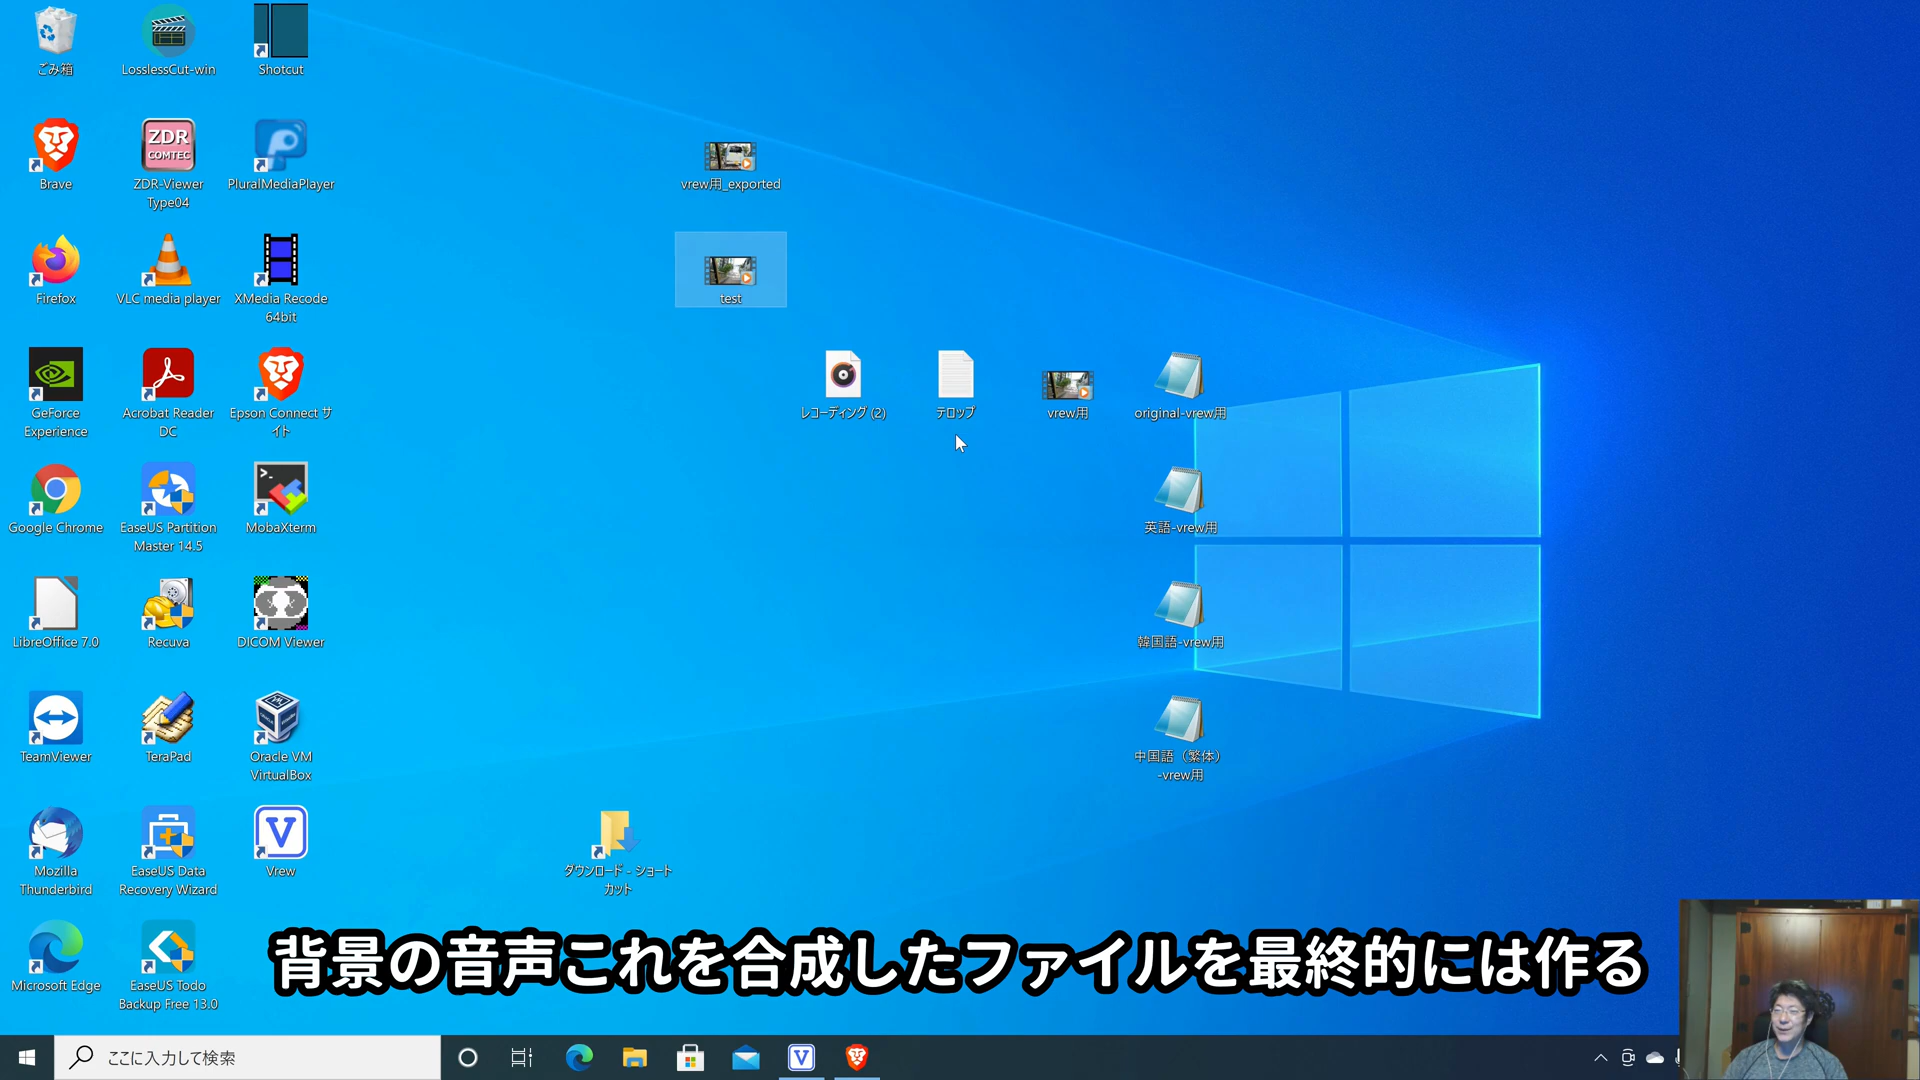 ごみ箱
LosslessCut-win
Shotcut
Brave
ZDR
COMTEC
ZDR-Viewer
Type04
PluralMediaPlayer
vrew用_exported
Firefox
VLC media player
XMedia Recode
64bit
test
GeForce
Experience
Acrobat Reader
DC
Epson Connect サ
イト
レコーディング (2)
テロップ
vrew用
original-vrew用
Google Chrome
EaseUS Partition
Master 14.5
MobaXterm
英語-vrew用
LibreOffice 7.0
Recuva
DICOM Viewer
韓国語-vrew用
TeamViewer
TeraPad
Oracle VM
VirtualBox
中国語（繁体）
-vrew用
Mozilla
Thunderbird
EaseUS Data
Recovery Wizard
V
Vrew
ダウンロード - ショート
カット
Microsoft Edge
EaseUS Todo
Backup Free 13.0
背景の音声これを合成したファイルを最終的には作る
ここに入力して検索
V